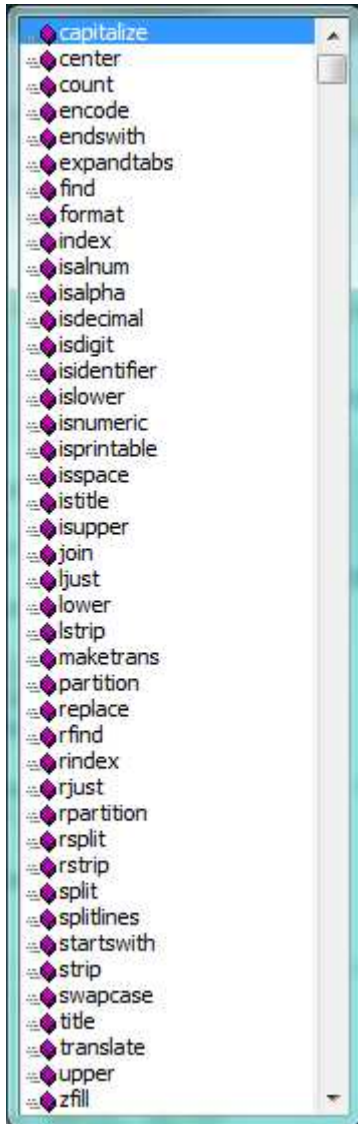 capitalize
center
count
encode
endswith
expandtabs
find
format
index
isalnum
isalpha
isdecimal
isdigit
isidentifier
islower
isnumeric
isprintable
isspace
istitle
isupper
join
ljust
lower
lstrip
maketrans
partition
replace
rfind
rindex
rjust
rpartition
rsplit
rstrip
split
splitlines
startswith
strip
swapcase
title
translate
upper
zfill